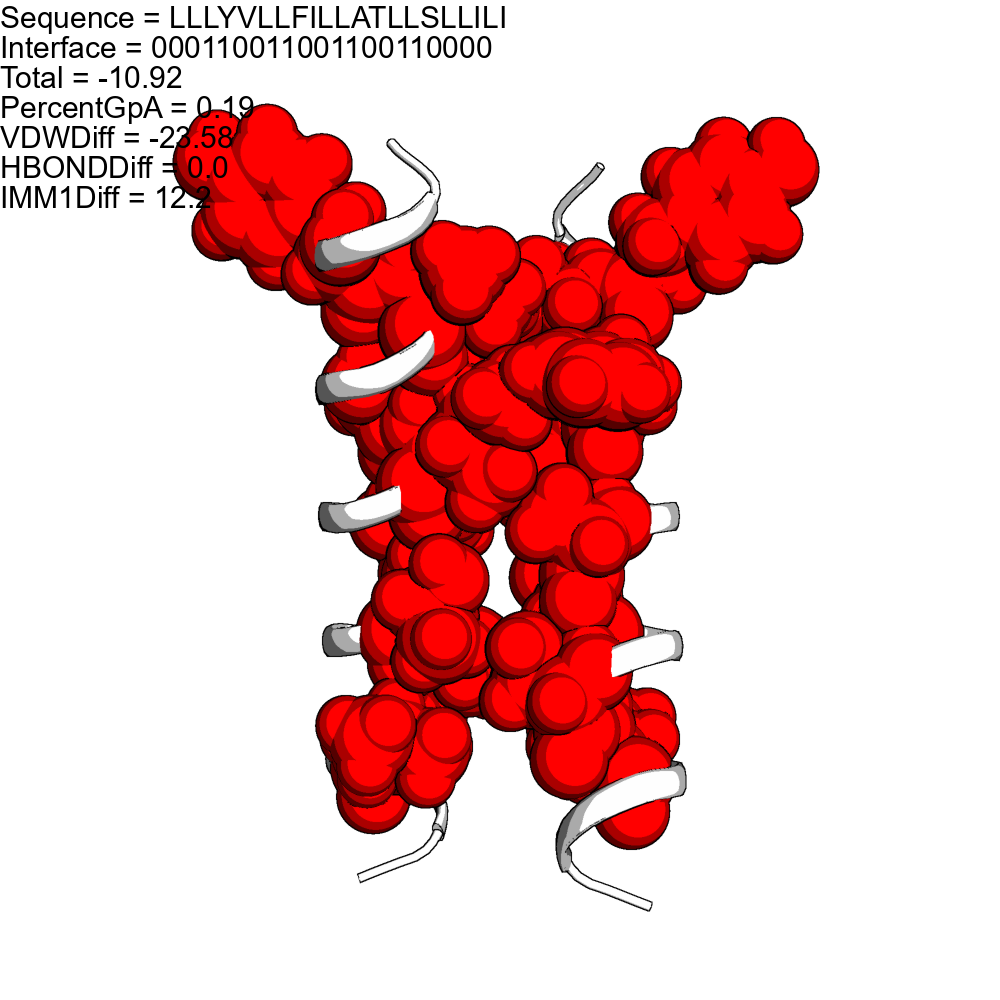 Sequence = LLLYVLLFILLATLLSLLILI
Interface = 000110011001100110000
Total = -10.92
PercentGpA = 0.19
VDWDiff = -23.58
HBONDDiff = 0.0
IMM1Diff = 12.2